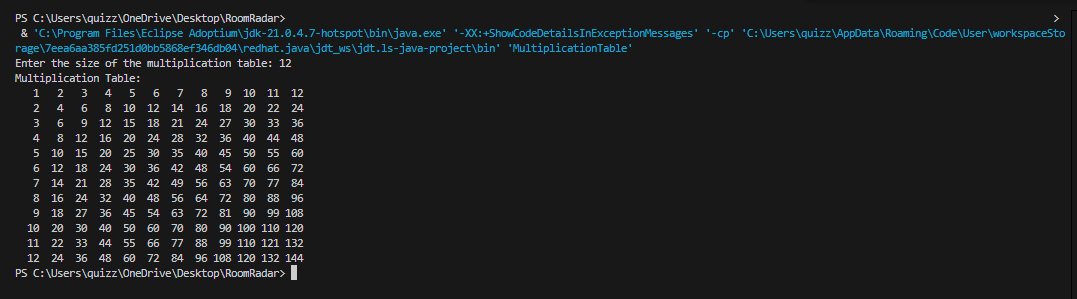 PS C:\Users\quizz\OneDrive\Desktop\RoomRadar>
>
& 'C:\Program Files\Eclipse Adoptium\jdk-21.0.4.7-hotspot\bin\java.exe' '-XX:+ShowCodeDetailsInExceptionMessages' '-cp' 'C:\Users\quizz\AppData\Roaming\Code\User\workspaceSto
rage\7eea6aa385fd251d0bb5868ef346db04\redhat.java\jdt_ws\jdt.ls-java-project\bin' 'MultiplicationTable'
Enter the size of the multiplication table: 12
Multiplication Table:
1 2 3 4 5 6 7 8 9 10 11 12
2 4 6 8 10 12 14 16 18 20 22 24
3 6 9 12 15 18 21 24 27 30 33 36
4 8 12 16 20 24 28 32 36 40 44 48
5 10 15 20 25 30 35 40 45 50 55 60
6 12 18 24 30 36 42 48 54 60 66 72
7 14 21 28 35 42 49 56 63 70 77 84
8 16 24 32 40 48 56 64 72 80 88 96
9 18 27 36 45 54 63 72 81 90 99 108
10 20 30 40 50 60 70 80 90 100 110 120
11 22 33 44 55 66 77 88 99 110 121 132
12 24 36 48 60 72 84 96 108 120 132 144
PS C:\Users\quizz\OneDrive\Desktop\RoomRadar>